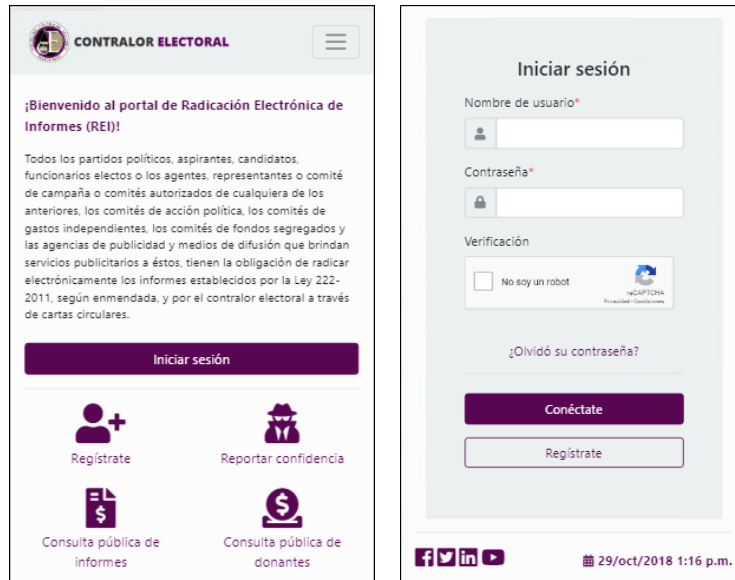 CONTRALOR ELECTORAL
¡Bienvenido al portal de Radicación Electrónica de
Informes (REI)!
Todos los partidos políticos, aspirantes, candidatos,
funcionarios electos o los agentes, representantes o comité
de campaña o comités autorizados de cualquiera de los
anteriores, los comités de acción política, los comités de
gastos independientes, los comités de fondos segregados y
las agencias de publicidad y medios de difusión que brindan
servicios publicitarios a éstos, tienen la obligación de radicar
electrónicamente los informes establecidos por la Ley 222-
2011, según enmendada, y por el contralor electoral a través
de cartas circulares.
Iniciar sesión
Regístrate
Reportar confidencia
Consulta pública de
informes
Consulta pública de
donantes
Iniciar sesión
Nombre de usuario*
Contraseña*
Verificación
No soy un robot
reCAPTCHA
Privacidad - Condiciones
¿Olvidó su contraseña?
Conéctate
Regístrate
29/oct/2018 1:16 p.m.